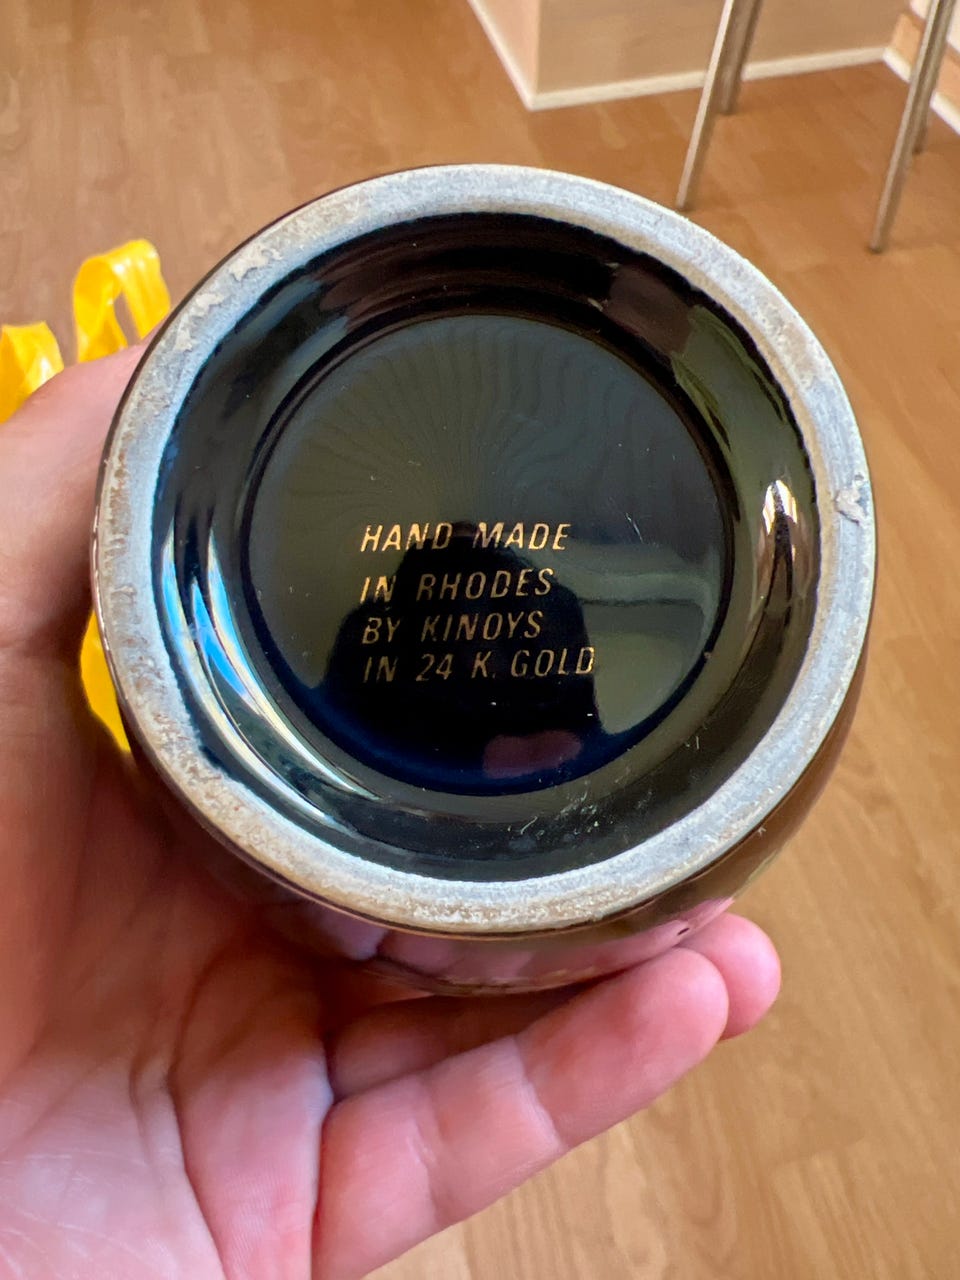 HAND MADE
IN RHODES
BY KINOYS
IN 24 K. GOLD